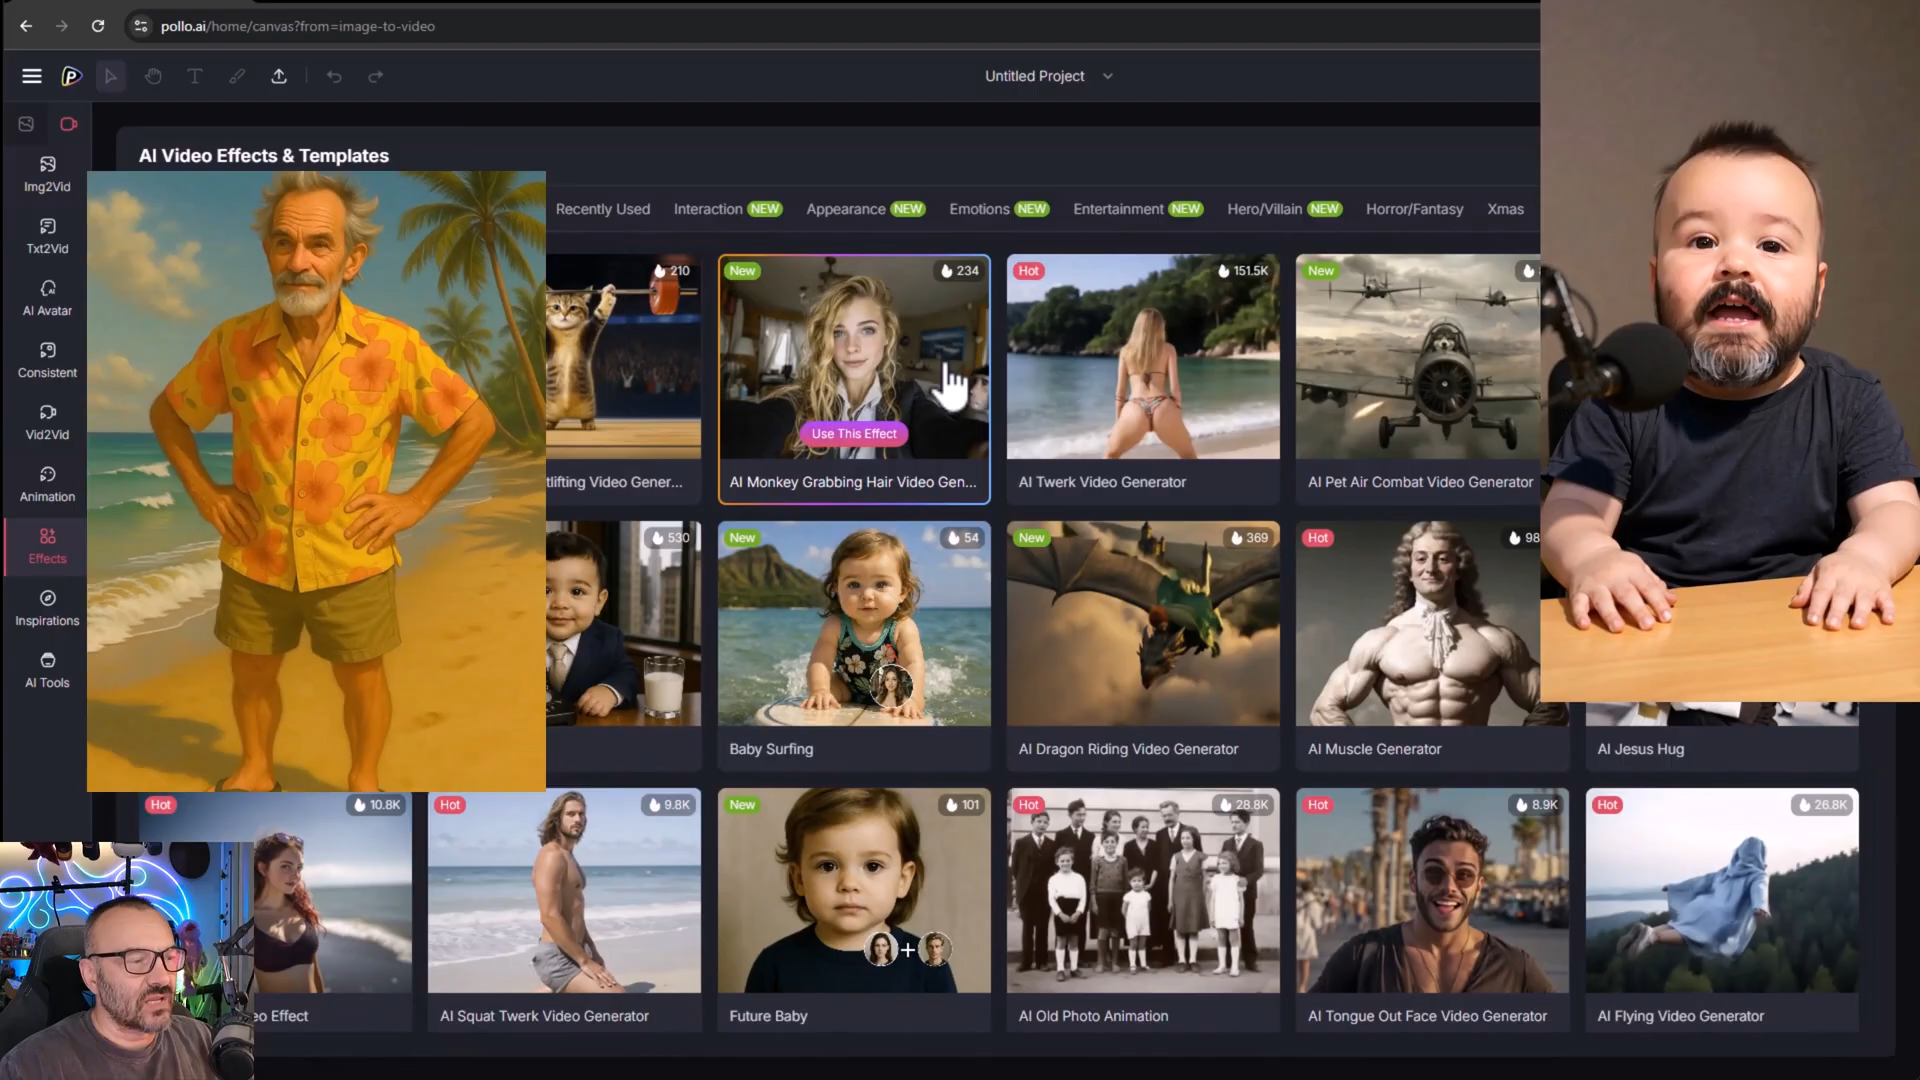 pollo.ai/home/canvas?from=image-to-video
Untitled Project
AI Video Effects & Templates
Img2Vid
Txt2Vid
AI Avatar
Consistent
Vid2Vid
Animation
Effects
Inspirations
AI Tools
Recently Used
Interaction NEW
Appearance NEW
Emotions NEW
Entertainment NEW
Hero/Villain NEW
Horror/Fantasy
Xmas
210
New
234
Hot
151.5K
New
Use This Effect
tlifting Video Gener...
AI Monkey Grabbing Hair Video Gen...
AI Twerk Video Generator
AI Pet Air Combat Video Generator
530
New
54
New
369
Hot
98
Baby Surfing
AI Dragon Riding Video Generator
AI Muscle Generator
AI Jesus Hug
Hot
10.8K
Hot
9.8K
New
101
Hot
28.8K
Hot
8.9K
Hot
26.8K
eo Effect
AI Squat Twerk Video Generator
Future Baby
AI Old Photo Animation
AI Tongue Out Face Video Generator
AI Flying Video Generator